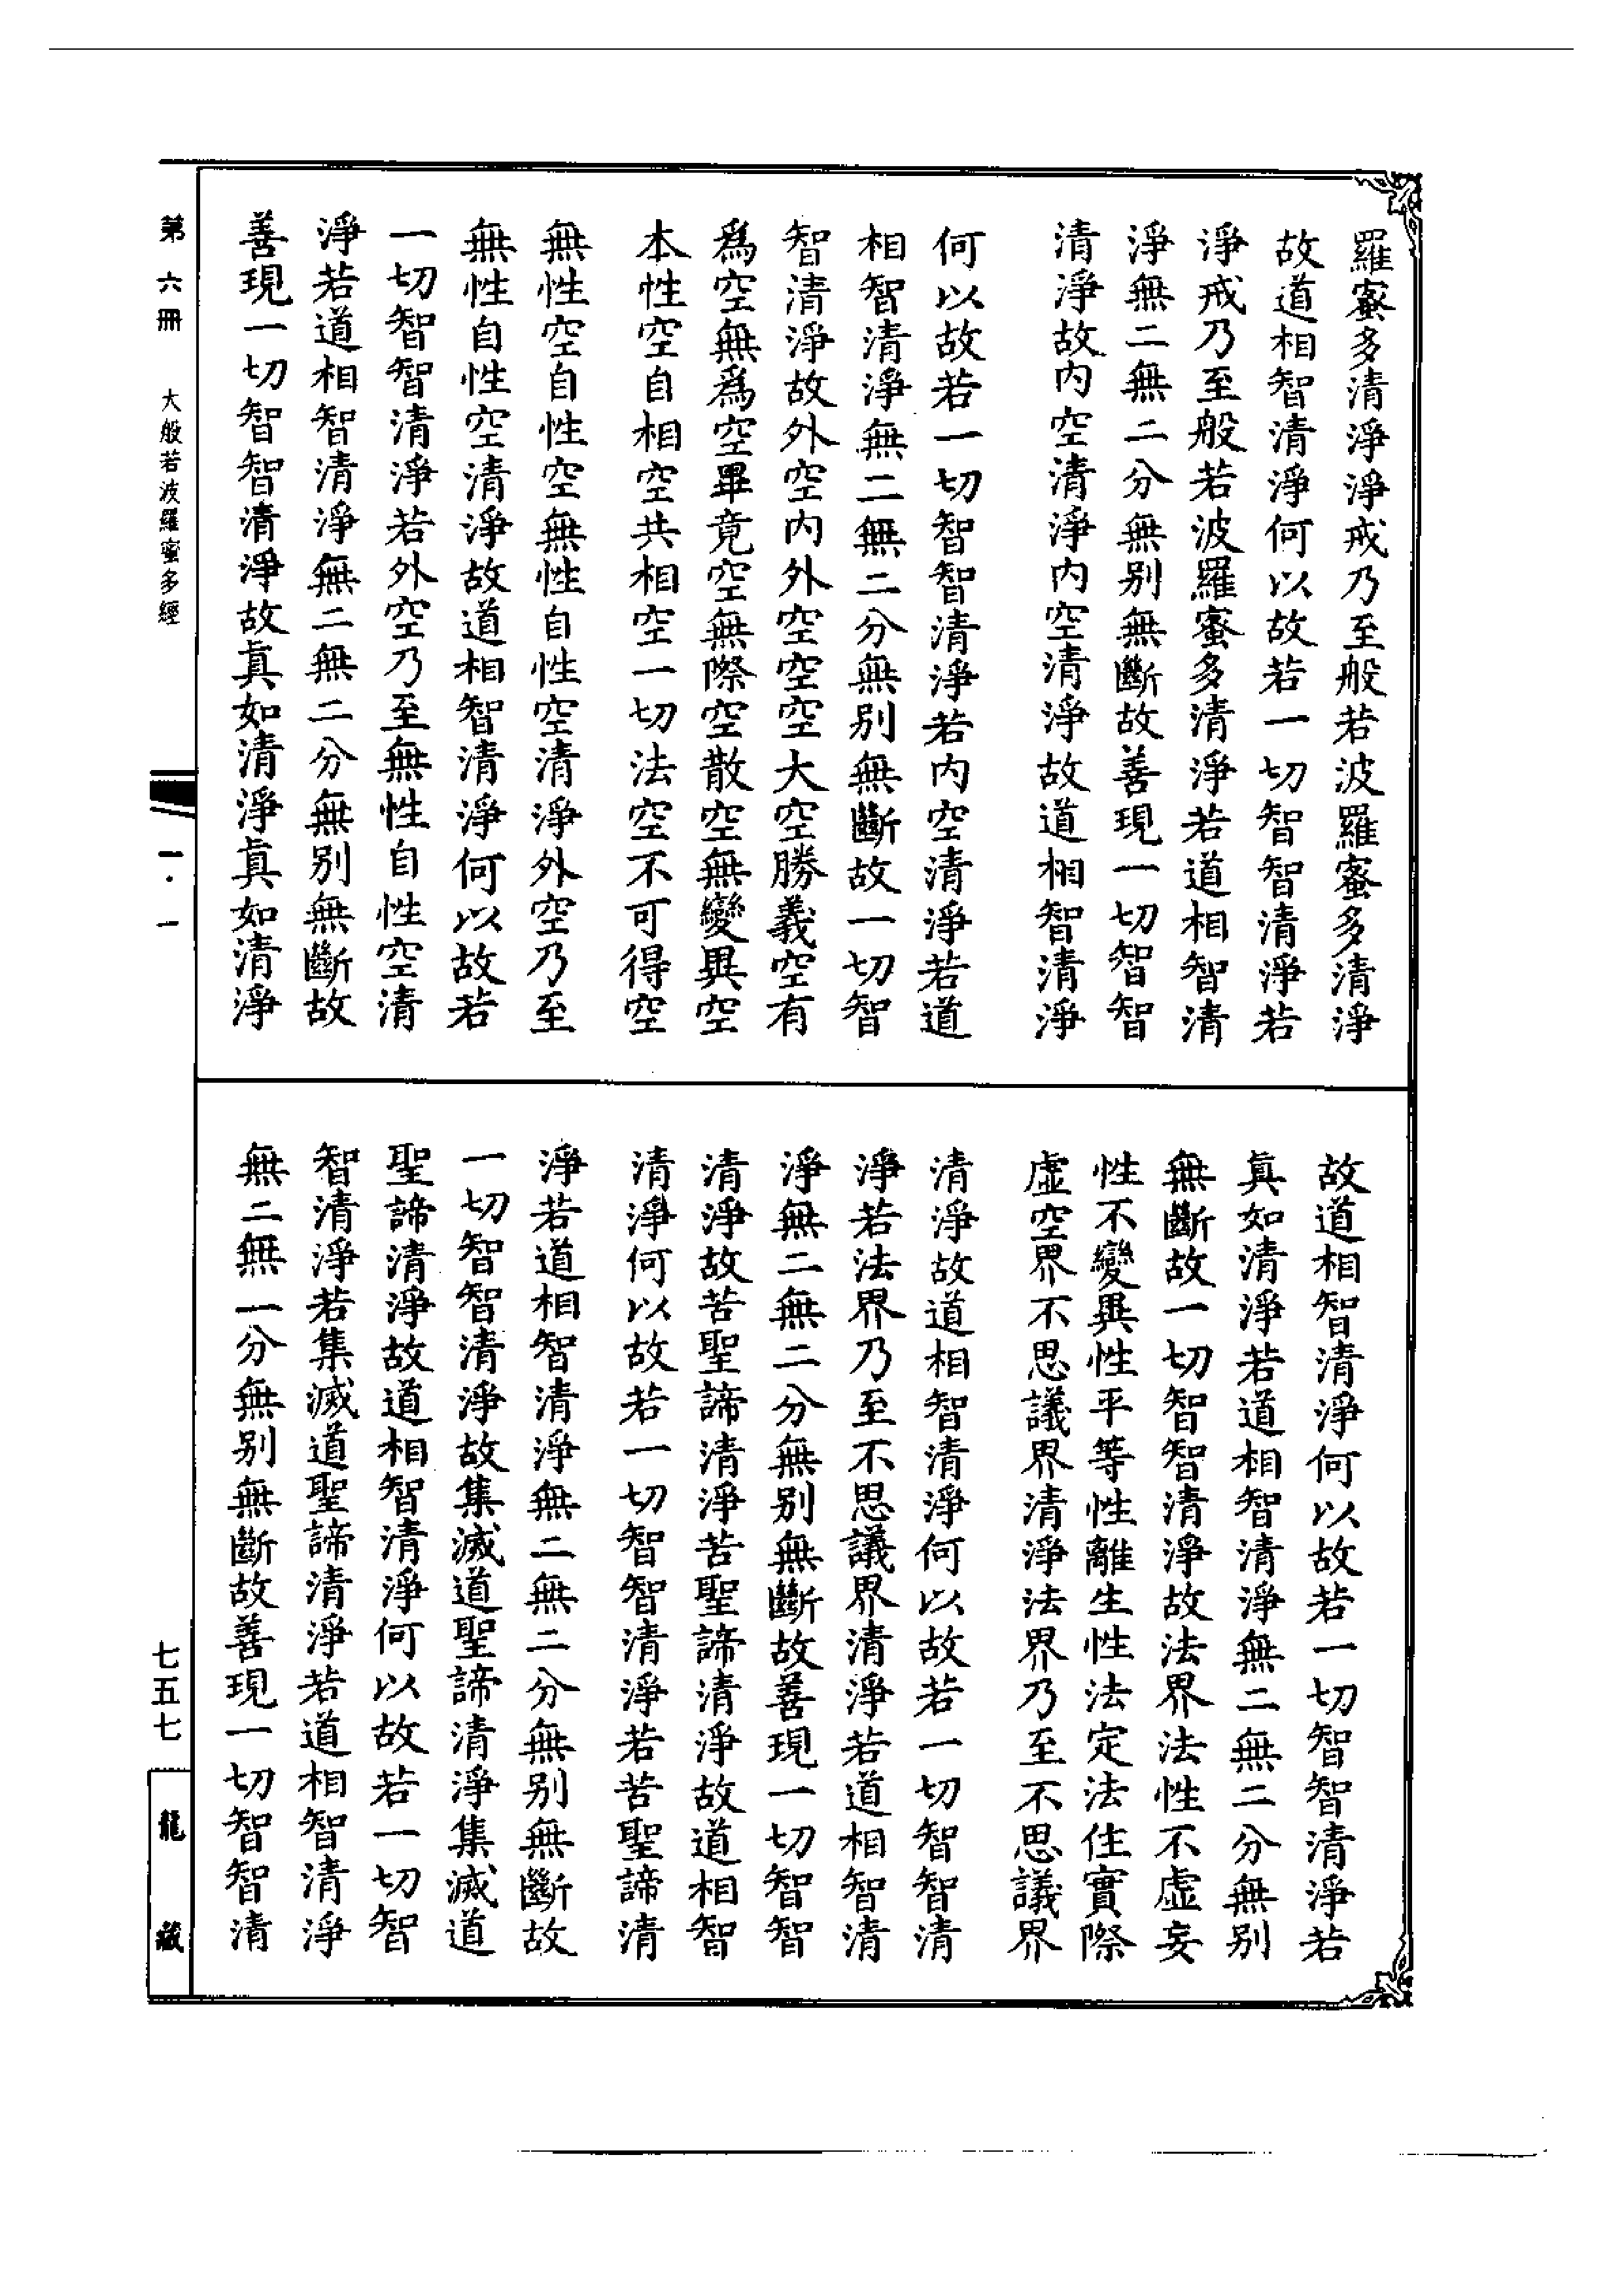 羅蜜多清淨淨戒乃至般若波羅蜜多清淨
故道相智清淨何以故若一切智智清淨若
淨戒乃至般若波羅蜜多清淨若道相智清
淨無二無二分無別無斷故善現一切智智
清淨故內空清淨內空清淨故道相智清淨
何以故若一切智智清淨若內空清淨若道
相智清淨無二無二分無別無斷故一切智
智清淨故外空內外空空空大空勝義空有
爲空無爲空畢竟空無際空散空無變異空
本性空自相空共相空一切法空不可得空
無性空自性空無性自性空清淨外空乃至
無性自性空清淨故道相智清淨何以故若
一切智智清淨若外空乃至無性自性空清
淨若道相智清淨無二無二分無別無斷故
善現一切智智清淨故眞如清淨眞如清淨
故道相智清淨何以故若一切智智清淨若
眞如清淨若道相智清淨無二無二分無別
無斷故一切智智清淨故法界法性不虛妄
性不變異性平等性離生性法定法住實際
虛空界不思議界清淨法界乃至不思議界
清淨故道相智清淨何以故若一切智智清
淨若法界乃至不思議界清淨若道相智清
淨無二無二分無別無斷故善現一切智智
清淨故苦聖諦清淨苦聖諦清淨故道相智
清淨何以故若一切智智清淨若苦聖諦清
淨若道相智清淨無二無二分無別無斷故
一切智智清淨故集滅道聖諦清淨集滅道
聖諦清淨故道相智清淨何以故若一切智
智清淨若集滅道聖諦清淨若道相智清淨
無二無一分無別無斷故善現一切智智清
第六冊 大般若波羅蜜多經 一·一 七五七 龍藏